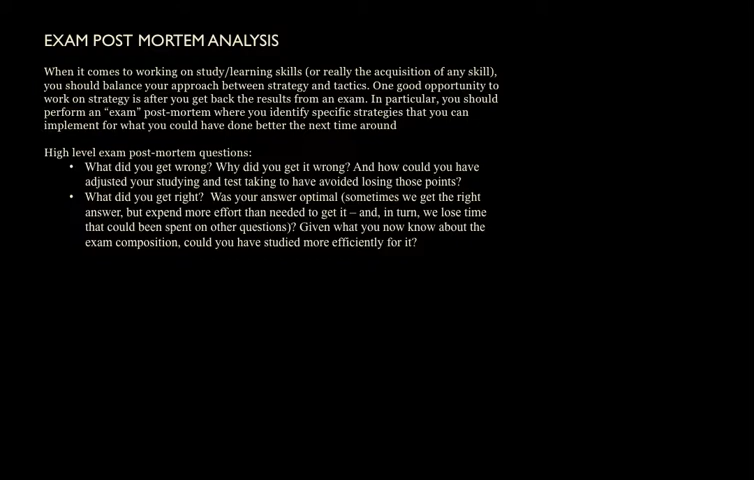 EXAM POST MORTEM ANALYSIS
When it comes to working on study/learning skills (or really the acquisition of any skill),
you should balance your approach between strategy and tactics. One good opportunity to
work on strategy is after you get back the results from an exam. In particular, you should
perform an “exam” post-mortem where you identify specific strategies that you can
implement for what you could have done better the next time around
High level exam post-mortem questions:
• What did you get wrong? Why did you get it wrong? And how could you have
adjusted your studying and test taking to have avoided losing those points?
• What did you get right? Was your answer optimal (sometimes we get the right
answer, but expend more effort than needed to get it – and, in turn, we lose time
that could been spent on other questions)? Given what you now know about the
exam composition, could you have studied more efficiently for it?